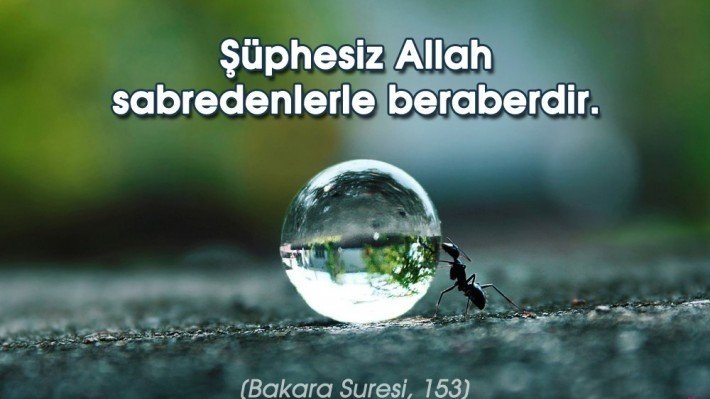 Şüphesiz Allah
sabredenlerle beraberdir.
(Bakara Suresi, 153)